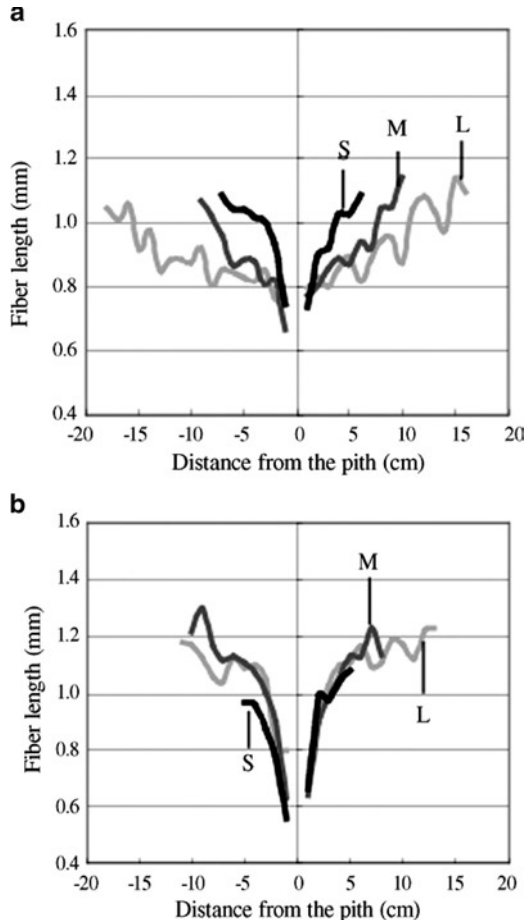 a
1.6
1.4
1.2
1.0
0.8
0.6
0.4
Fiber length (mm)
S
M
L
-20 -15 -10 -5 0 5 10 15 20
Distance from the pith (cm)
b
1.6
1.4
1.2
1.0
0.8
0.6
0.4
Fiber length (mm)
M
S
L
-20 -15 -10 -5 0 5 10 15 20
Distance from the pith (cm)